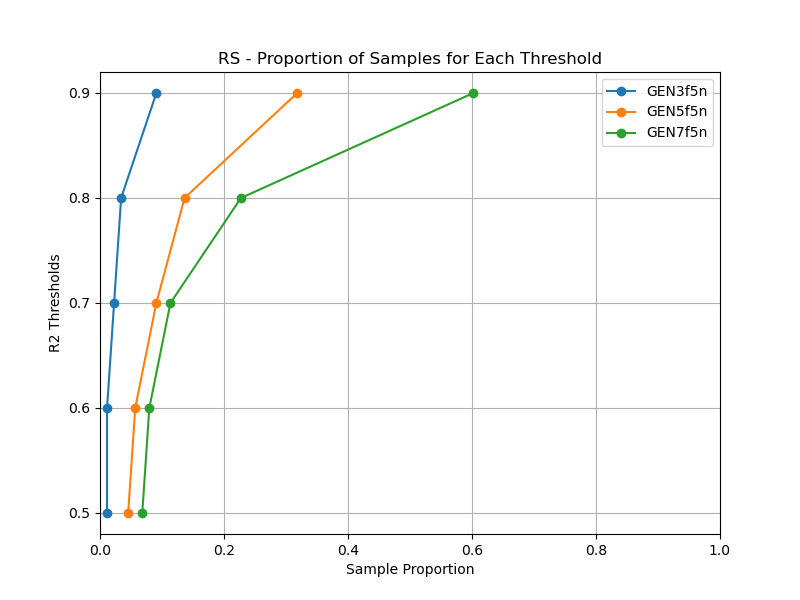 RS - Proportion of Samples for Each Threshold
GEN3f5n
GEN5f5n
GEN7f5n
R2 Thresholds
0.9
0.8
0.7
0.6
0.5
0.0 0.2 0.4 0.6 0.8 1.0
Sample Proportion